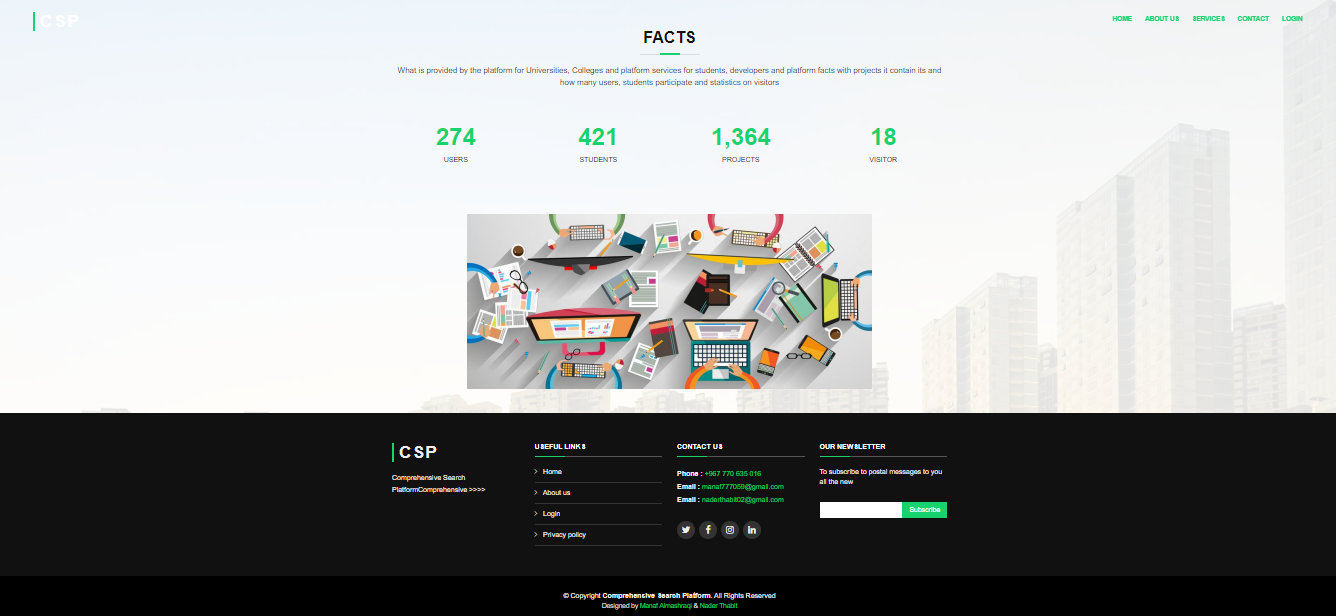 CSP
HOME ABOUT US SERVICES CONTACT LOGIN
FACTS
What is provided by the platform for Universities, Colleges and platform services for students, developers and platform facts with projects it contain its and
how many users, students participate and statistics on visitors
274 421 1,364 18
USERS STUDENTS PROJECTS VISITOR
CSP
Comprehensive Search
PlatformComprehensive >>>>
USEFUL LINKS
Home
About us
Login
Privacy policy
CONTACT US
Phone : +967 770 635 016
Email : manaf777059@gmail.com
Email : naderthabit02@gmail.com
OUR NEWSLETTER
To subscribe to postal messages to you
all the new
Subscribe
© Copyright Comprehensive Search Platform. All Rights Reserved
Designed by Manaf Almashraqi & Nader Thabit